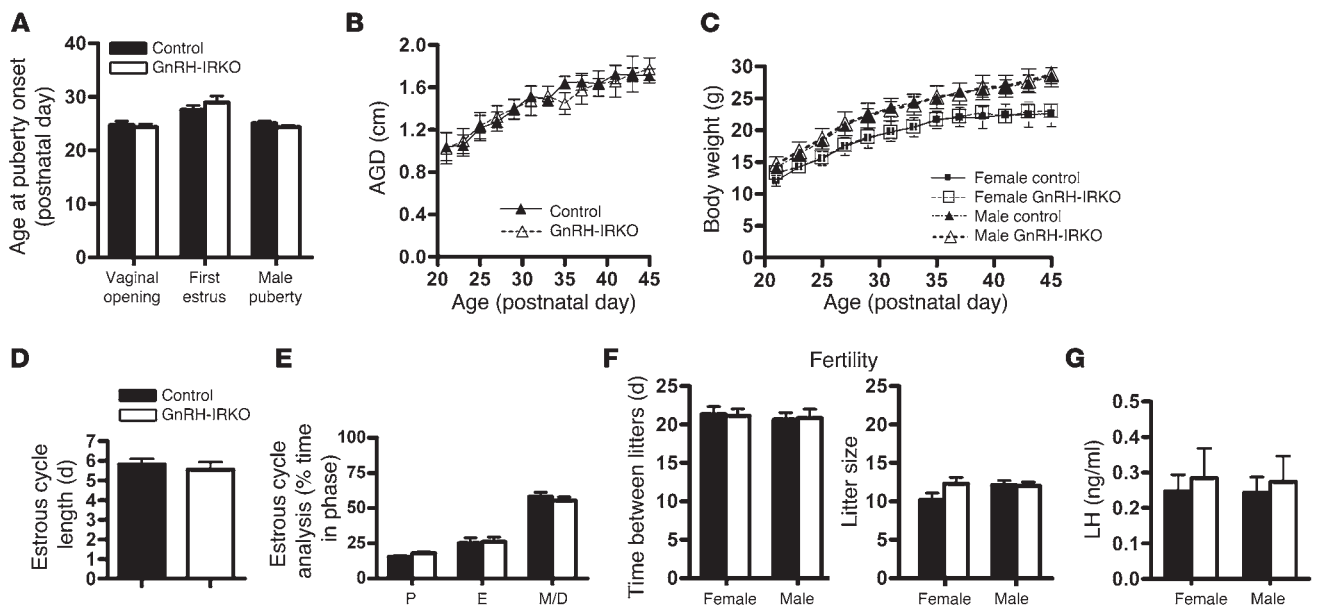 A
Age at puberty onset
(postnatal day)
40
30
20
10
0
Control
GnRH-IRKO
Vaginal
opening
First
estrus
Male
puberty
B
AGD (cm)
2.0
1.6
1.2
0.8
0.4
0.0
Control
GnRH-IRKO
20 25 30 35 40 45
Age (postnatal day)
C
Body weight (g)
30
25
20
15
10
5
0
Female control
Female GnRH-IRKO
Male control
Male GnRH-IRKO
20 25 30 35 40 45
Age (postnatal day)
D
Control
GnRH-IRKO
Estrous cycle
length (d)
7
6
5
4
3
2
1
0
E
Estrous cycle
analysis (% time
in phase)
100
75
50
25
0
P E M/D
F
Fertility
Time between litters (d)
25
20
15
10
5
0
Female Male
Litter size
25
20
15
10
5
0
Female Male
G
LH (ng/ml)
0.5
0.4
0.3
0.2
0.1
0.0
Female Male